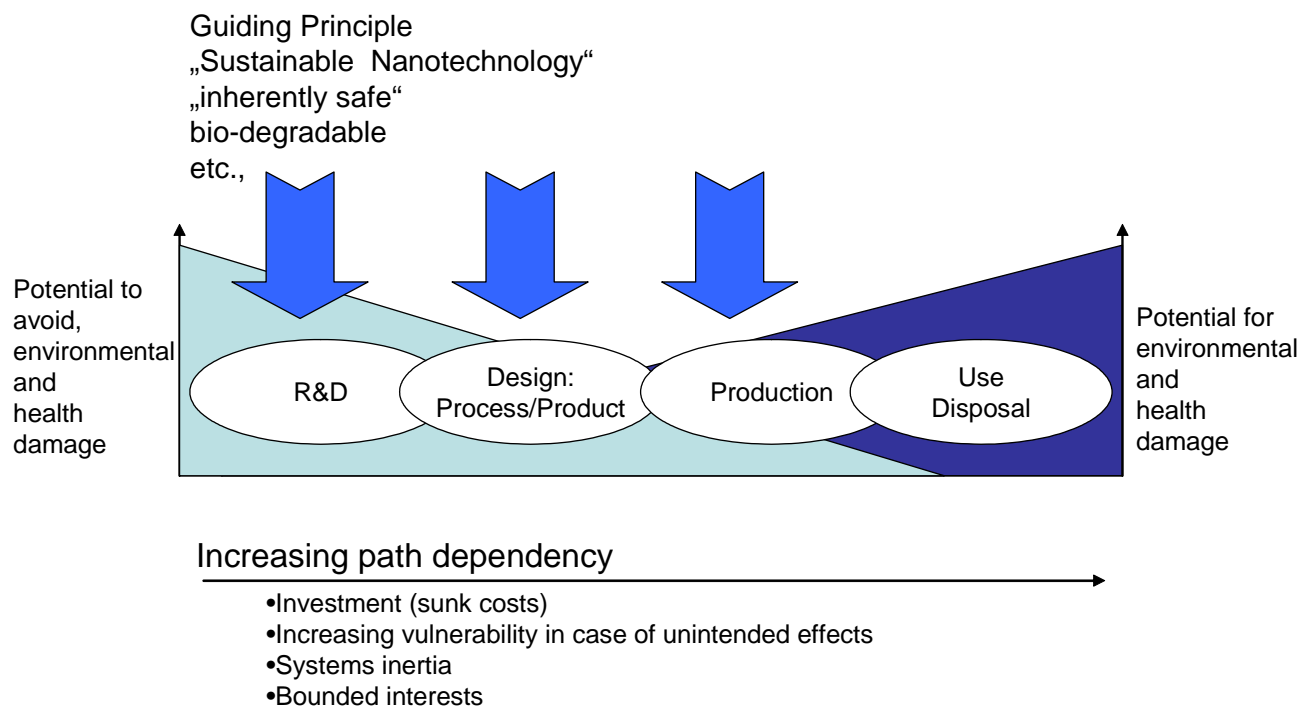 Guiding Principle
„Sustainable Nanotechnology“
„inherently safe“
bio-degradable
etc.,
Potential to
avoid,
environmental
and
health
damage
R&D
Design:
Process/Product
Production
Use
Disposal
Potential for
environmental
and
health
damage
Increasing path dependency
•Investment (sunk costs)
•Increasing vulnerability in case of unintended effects
•Systems inertia
•Bounded interests